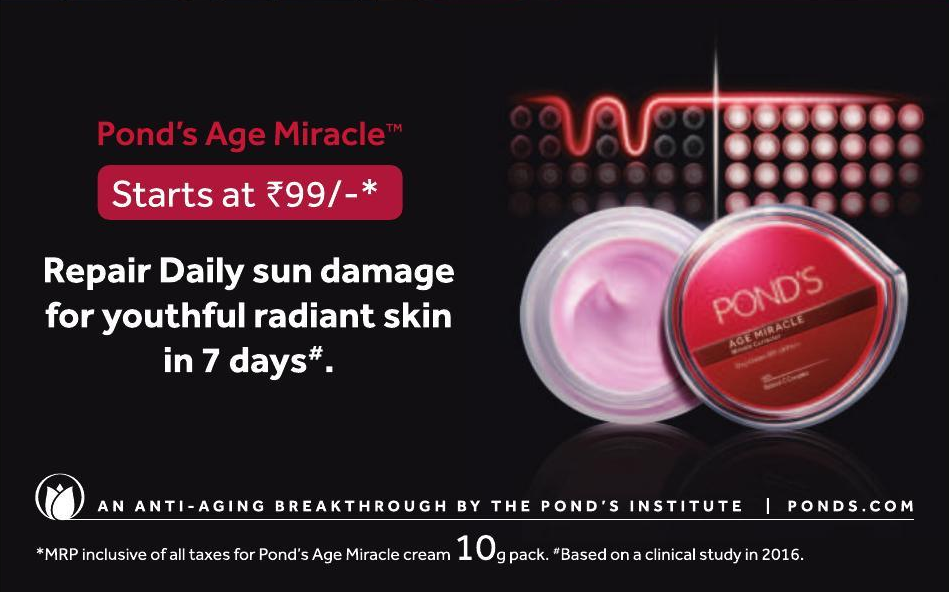 Pond's Age Miracle™
Starts at ₹99/-*
Repair Daily sun damage
for youthful radiant skin
in 7 days#.
POND'S
AGE MIRACLE
AN ANTI-AGING BREAKTHROUGH BY THE POND'S INSTITUTE | PONDS.COM
*MRP inclusive of all taxes for Pond's Age Miracle cream 10g pack. #Based on a clinical study in 2016.